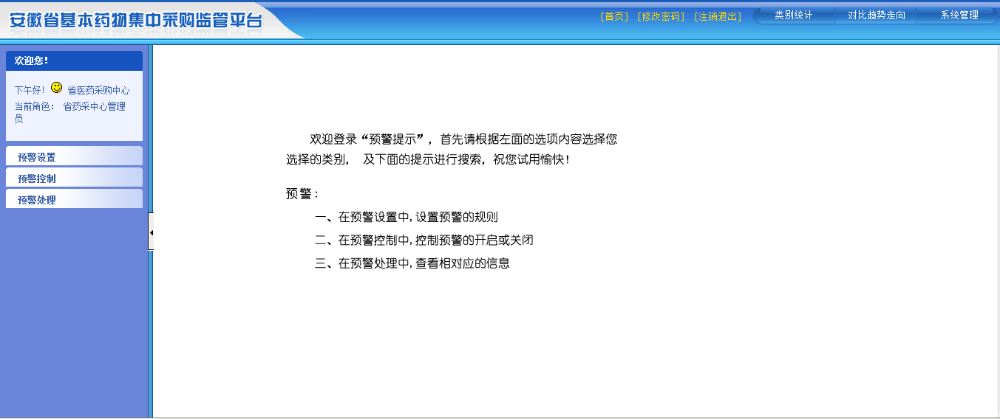 安徽省基本药物集中采购监管平台
[首页] [修改密码] [注销退出] 类别统计 对比趋势走向 系统管理
欢迎您!
下午好! 省医药采购中心
当前角色: 省药采中心管理
员
预警设置
预警控制
预警处理
欢迎登录“预警提示”, 首先请根据左面的选项内容选择您
选择的类别, 及下面的提示进行搜索, 祝您试用愉快!
预警:
一、在预警设置中,设置预警的规则
二、在预警控制中,控制预警的开启或关闭
三、在预警处理中,查看相对应的信息